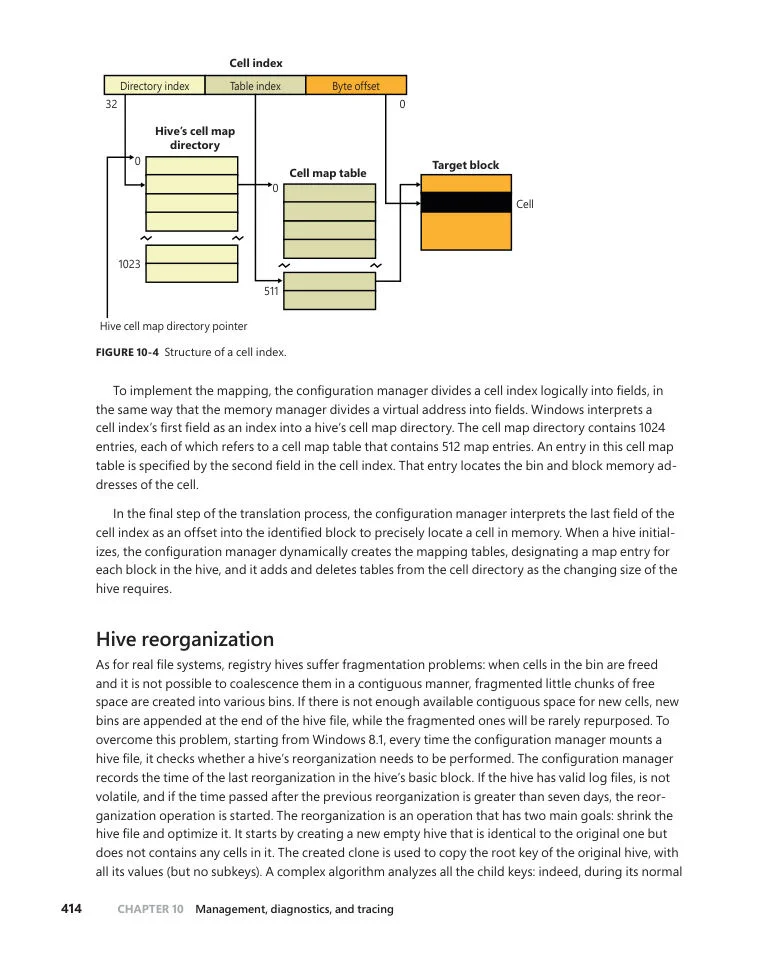 Cell index
Directory index Table index Byte offset
32 0
Hive's cell map
directory
0
Cell map table
Target block
0
Cell
1023
511
Hive cell map directory pointer
FIGURE 10-4 Structure of a cell index.
To implement the mapping, the configuration manager divides a cell index logically into fields, in
the same way that the memory manager divides a virtual address into fields. Windows interprets a
cell index's first field as an index into a hive's cell map directory. The cell map directory contains 1024
entries, each of which refers to a cell map table that contains 512 map entries. An entry in this cell map
table is specified by the second field in the cell index. That entry locates the bin and block memory ad-
dresses of the cell.
In the final step of the translation process, the configuration manager interprets the last field of the
cell index as an offset into the identified block to precisely locate a cell in memory. When a hive initial-
izes, the configuration manager dynamically creates the mapping tables, designating a map entry for
each block in the hive, and it adds and deletes tables from the cell directory as the changing size of the
hive requires.
Hive reorganization
As for real file systems, registry hives suffer fragmentation problems: when cells in the bin are freed
and it is not possible to coalescence them in a contiguous manner, fragmented little chunks of free
space are created into various bins. If there is not enough available contiguous space for new cells, new
bins are appended at the end of the hive file, while the fragmented ones will be rarely repurposed. To
overcome this problem, starting from Windows 8.1, every time the configuration manager mounts a
hive file, it checks whether a hive's reorganization needs to be performed. The configuration manager
records the time of the last reorganization in the hive's basic block. If the hive has valid log files, is not
volatile, and if the time passed after the previous reorganization is greater than seven days, the reor-
ganization operation is started. The reorganization is an operation that has two main goals: shrink the
hive file and optimize it. It starts by creating a new empty hive that is identical to the original one but
does not contains any cells in it. The created clone is used to copy the root key of the original hive, with
all its values (but no subkeys). A complex algorithm analyzes all the child keys: indeed, during its normal
414 CHAPTER 10 Management, diagnostics, and tracing